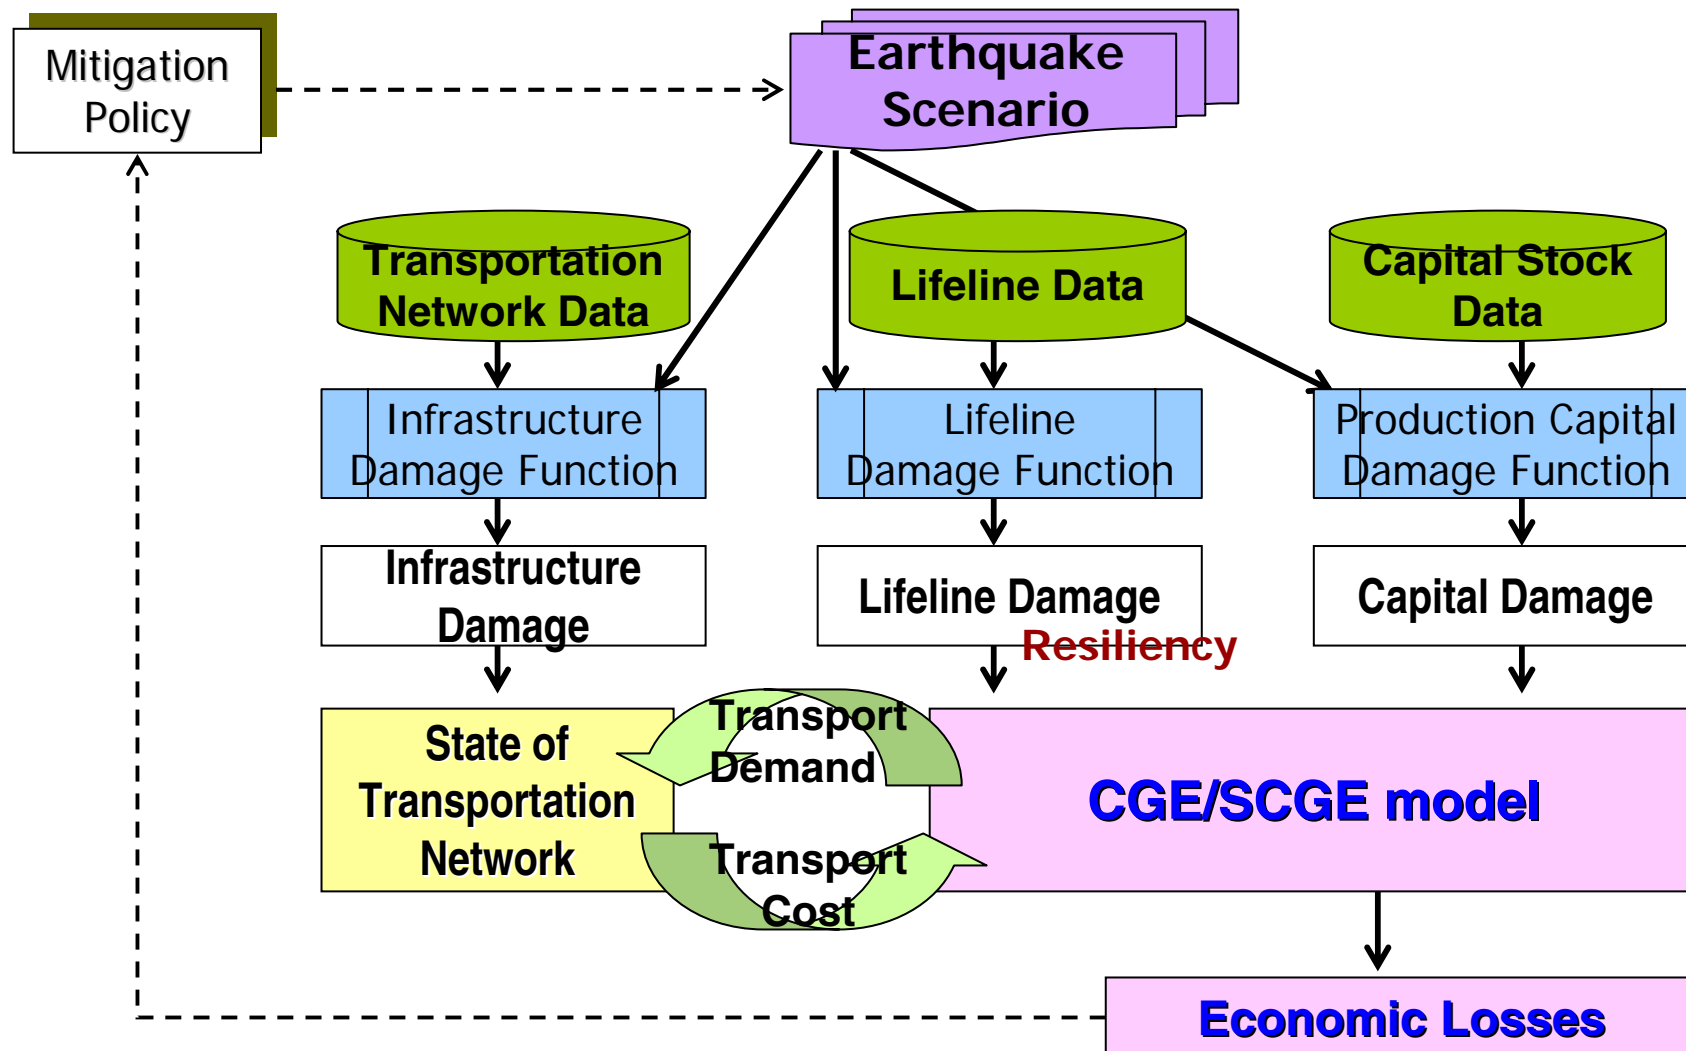 Mitigation
Policy
Earthquake
Scenario
Transportation
Network Data
Lifeline Data
Capital Stock
Data
Infrastructure
Damage Function
Lifeline
Damage Function
Production Capital
Damage Function
Infrastructure
Damage
Lifeline Damage
Capital Damage
Resiliency
State of
Transportation
Network
Transport
Demand
Transport
Cost
CGE/SCGE model
Economic Losses